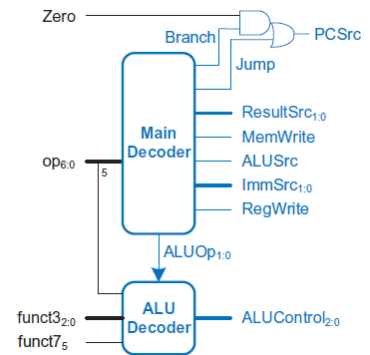 Zero
PCSrc
Branch
Jump
Main
Decoder
ResultSrc1:0
MemWrite
op6:0
5
ALUSrc
ImmSrc1:0
RegWrite
ALUOp1:0
funct32:0
ALU
Decoder
ALUControl2:0
funct75